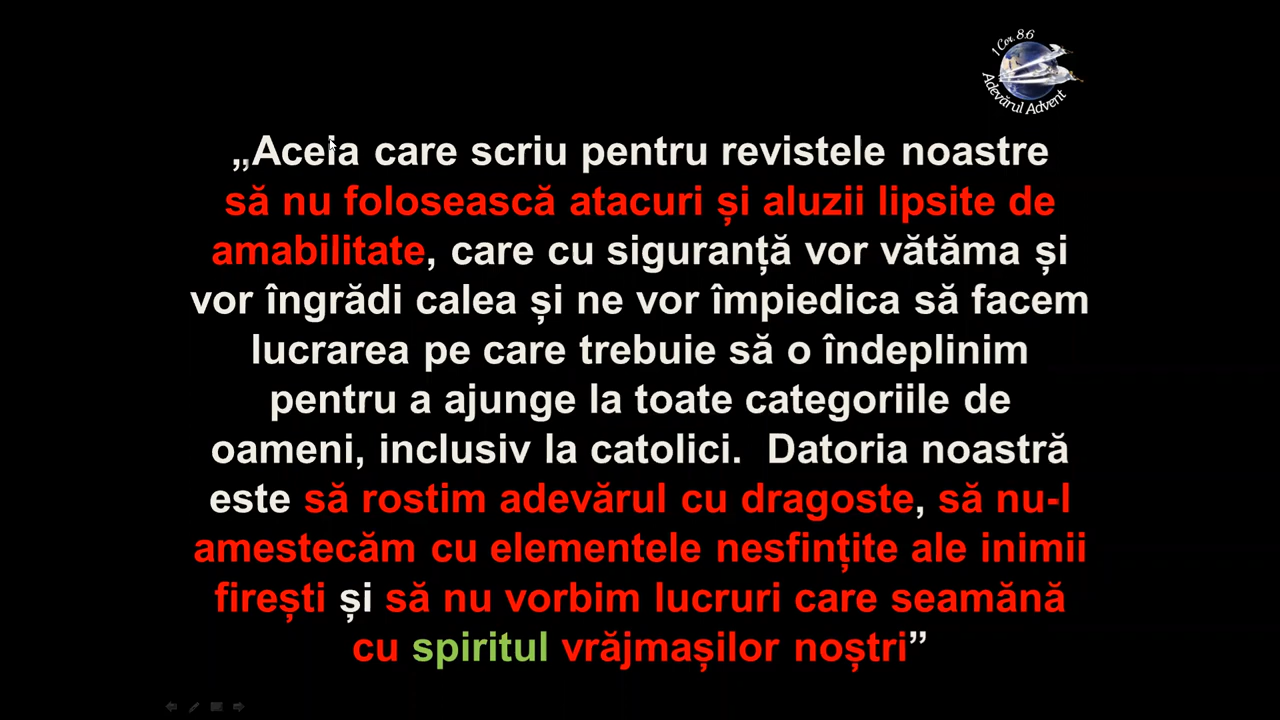 1 Cor. 8.6
Adevărul Advent
„Aceia care scriu pentru revistele noastre
să nu folosească atacuri și aluzii lipsite de
amabilitate, care cu siguranță vor vătăma și
vor îngrădi calea și ne vor împiedica să facem
lucrarea pe care trebuie să o îndeplinim
pentru a ajunge la toate categoriile de
oameni, inclusiv la catolici.  Datoria noastră
este să rostim adevărul cu dragoste, să nu-l
amestecăm cu elementele nesfințite ale inimii
firești și să nu vorbim lucruri care seamănă
cu spiritul vrăjmașilor noștri”